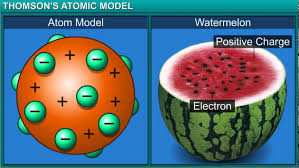 THOMSON'S ATOMIC MODEL
Atom Model
Watermelon
Positive Charge
Electron